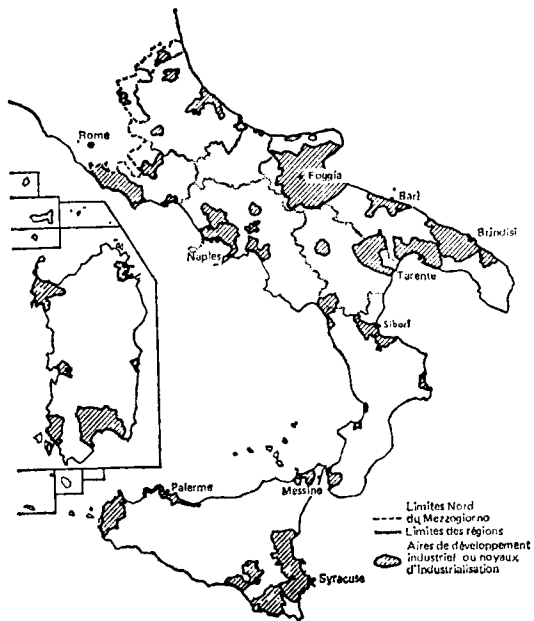 Rome
Foggia
Bari
Brindisi
Naples
Tarente
Sibari
Palerme
Messine
Syracuse
Limites Nord
du Mezzogiorno
Limites des régions
Aires de développement
industriel ou noyaux
d'Industrialisation